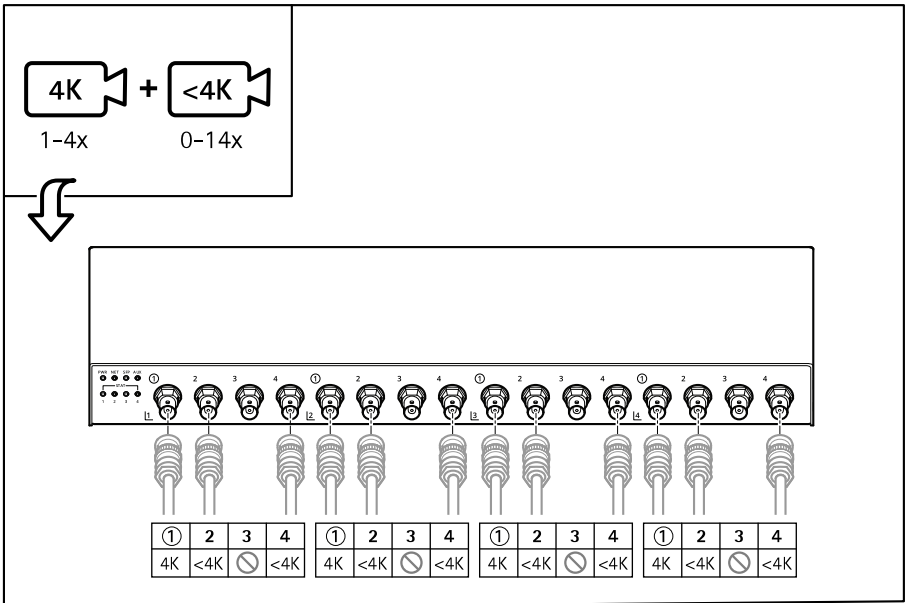 4K + <4K
1-4x 0-14x
PWR NET SFP AUX
STAT
1 2 3 4
① 2 3 4 ① 2 3 4 ① 2 3 4 ① 2 3 4
1 2 3 4
① 2 3 4 ① 2 3 4 ① 2 3 4 ① 2 3 4
4K <4K <4K 4K <4K <4K 4K <4K <4K 4K <4K <4K